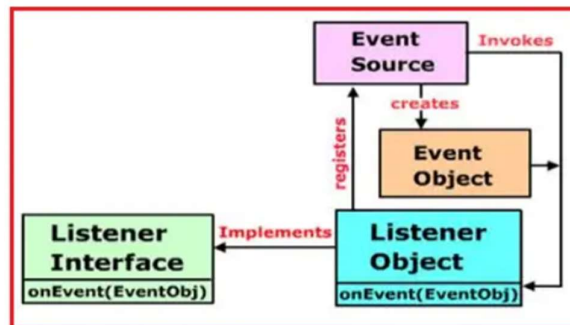 Event
Source
Invokes
creates
Event
Object
registers
Listener
Interface
onEvent(EventObj)
Implements
Listener
Object
onEvent(EventObj)